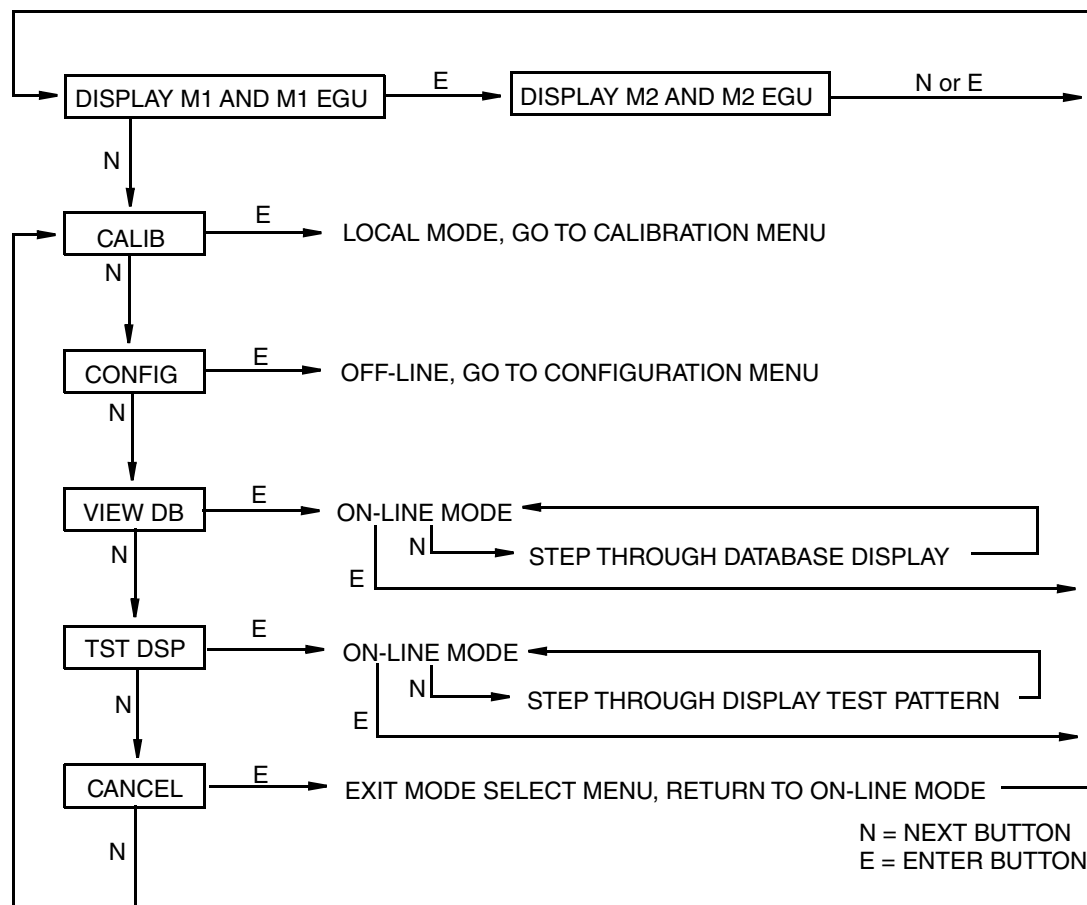 E
N or E
DISPLAY M1 AND M1 EGU
DISPLAY M2 AND M2 EGU
N
E
CALIB
LOCAL MODE, GO TO CALIBRATION MENU
N
E
CONFIG
OFF-LINE, GO TO CONFIGURATION MENU
N
E
VIEW DB
ON-LINE MODE
N
N
STEP THROUGH DATABASE DISPLAY
E
E
TST DSP
ON-LINE MODE
N
N
STEP THROUGH DISPLAY TEST PATTERN
E
E
CANCEL
EXIT MODE SELECT MENU, RETURN TO ON-LINE MODE
N
N = NEXT BUTTON
E = ENTER BUTTON